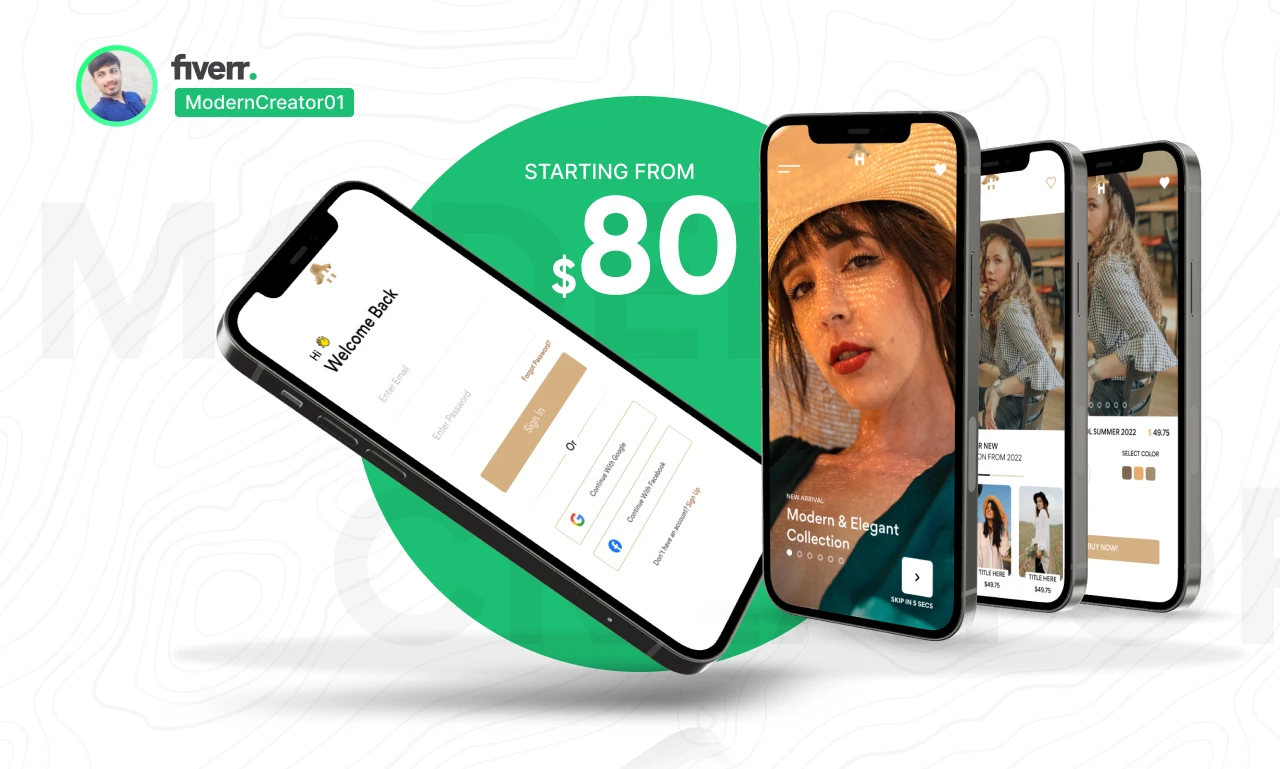 fiverr.
ModernCreator01
STARTING FROM
$80
Hi 👋
Welcome Back
Enter Email
Enter Password
Forgot Password?
Sign In
Or
Continue With Google
Continue With Facebook
Don't have an account? Sign Up
H
NEW ARRIVAL
Modern & Elegant
Collection
SKIP IN 5 SECS
NEW
FROM 2022
TITLE HERE
$49.75
TITLE HERE
$49.75
H
SUMMER 2022
$ 49.75
SELECT COLOR
BUY NOW!